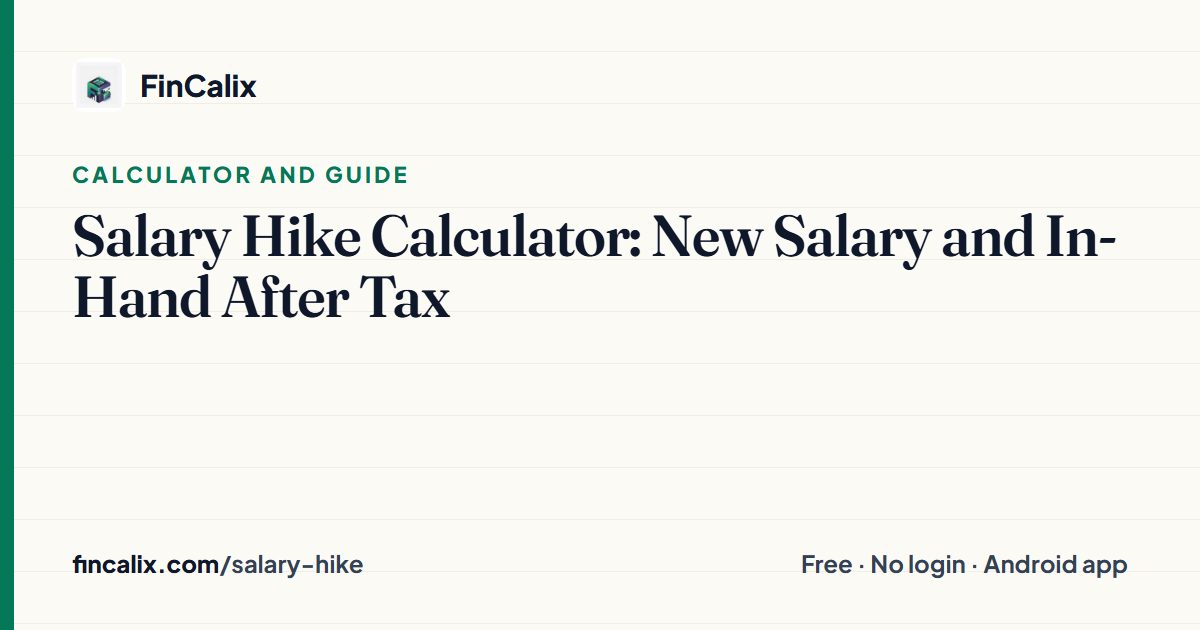 FinCalix
CALCULATOR AND GUIDE
Salary Hike Calculator: New Salary and In-
Hand After Tax
fincalix.com/salary-hike
Free · No login · Android app